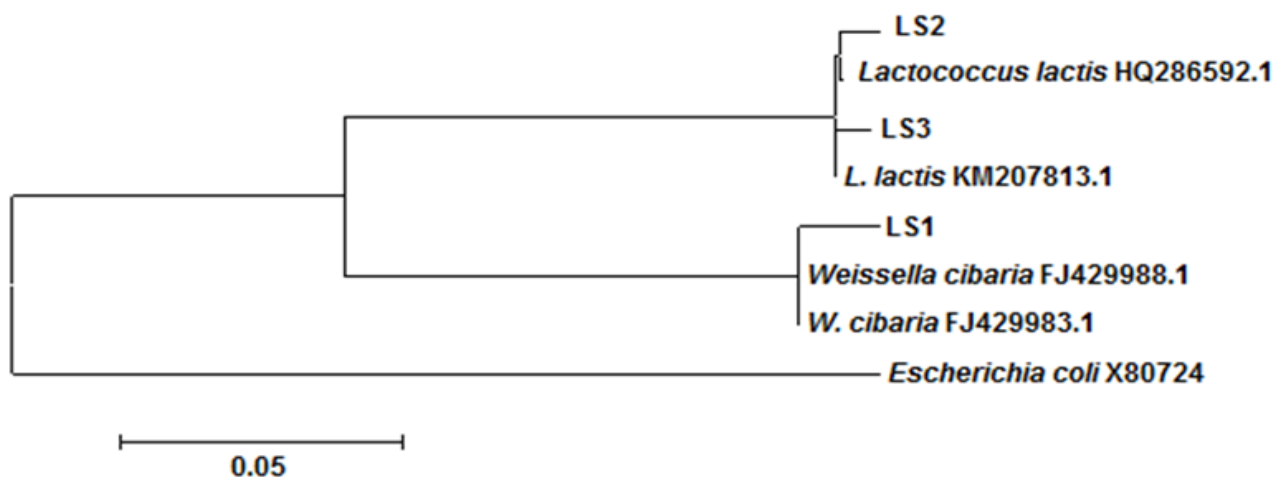 LS2
Lactococcus lactis HQ286592.1
LS3
L. lactis KM207813.1
LS1
Weissella cibaria FJ429988.1
W. cibaria FJ429983.1
Escherichia coli X80724
0.05